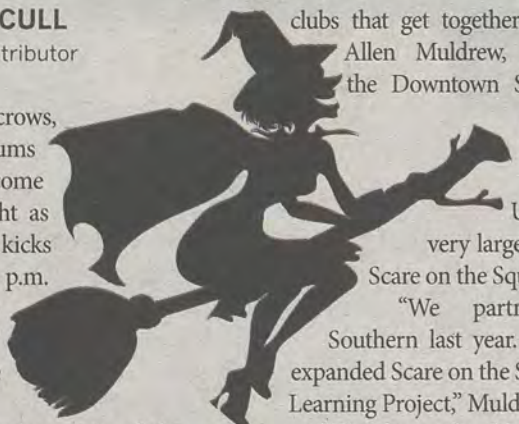 CULL
tributor
crows,
ums
ome
ht as
kicks
p.m.
clubs that get together
Allen Muldrew,
the Downtown S
U
very large
Scare on the Squ
"We partn
Southern last year.
expanded Scare on the S
Learning Project," Muld